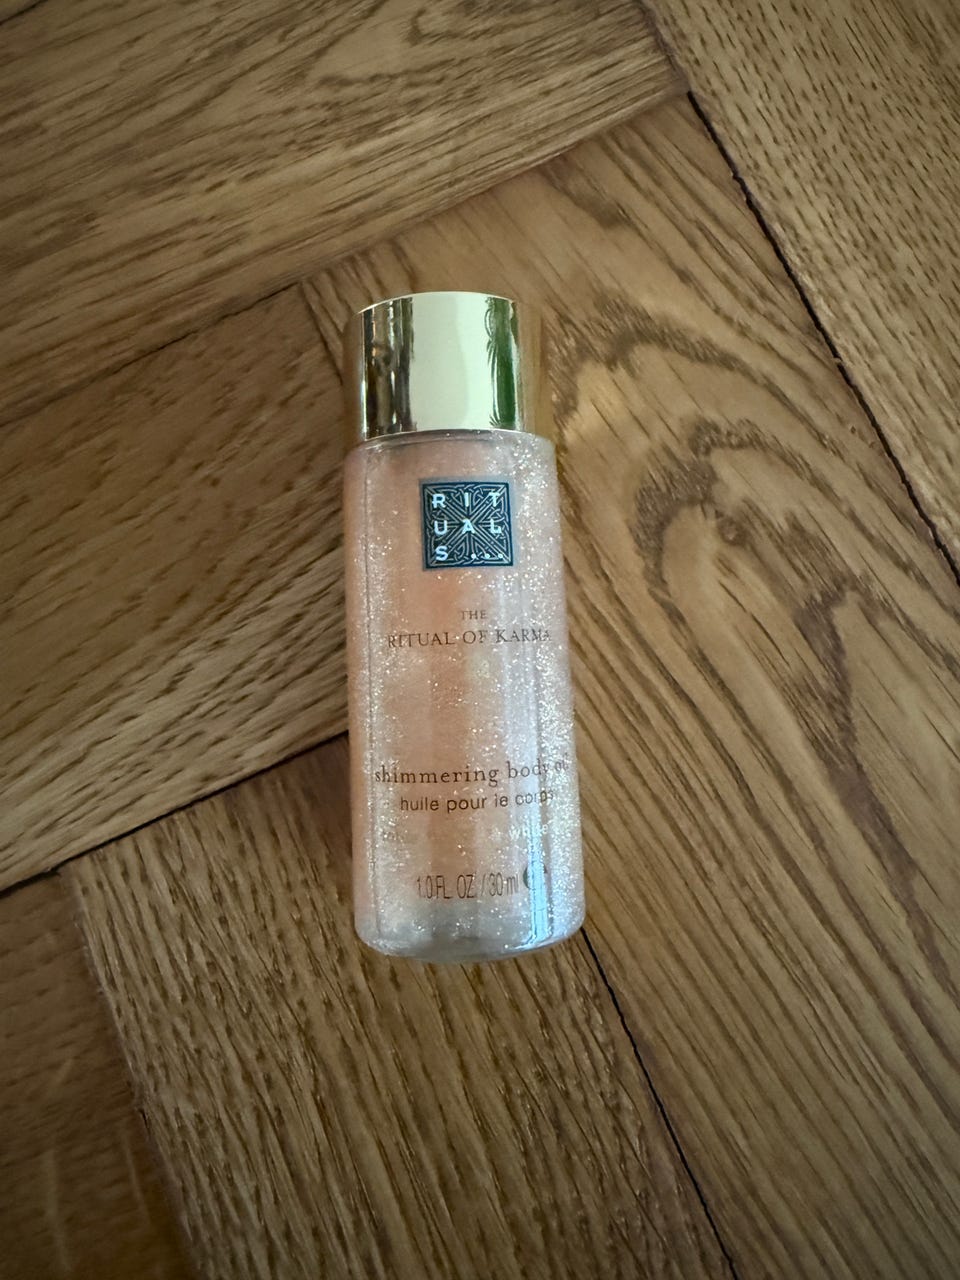 RIT
UAL
S...
THE
RITUAL OF KARMA
shimmering body oil
huile pour le corps
white
1.0 FL. OZ. / 30 ml